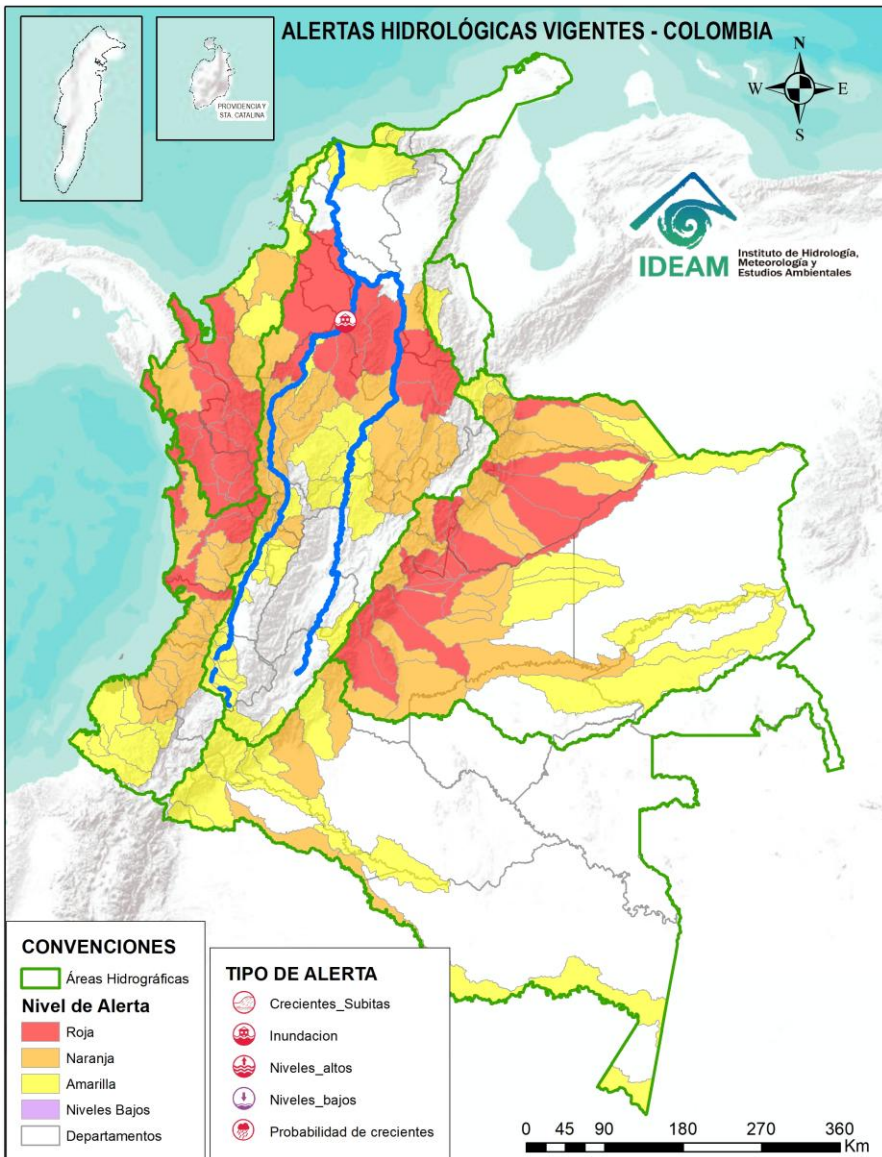 ALERTAS HIDROLÓGICAS VIGENTES - COLOMBIA
PROVIDENCIA Y
STA. CATALINA
N
W
E
S
IDEAM
Instituto de Hidrología,
Meteorología y
Estudios Ambientales
CONVENCIONES
Áreas Hidrográficas
Nivel de Alerta
Roja
Naranja
Amarilla
Niveles Bajos
Departamentos
TIPO DE ALERTA
Crecientes_Subitas
Inundacion
Niveles_altos
Niveles_bajos
Probabilidad de crecientes
0 45 90 180 270 360
Km